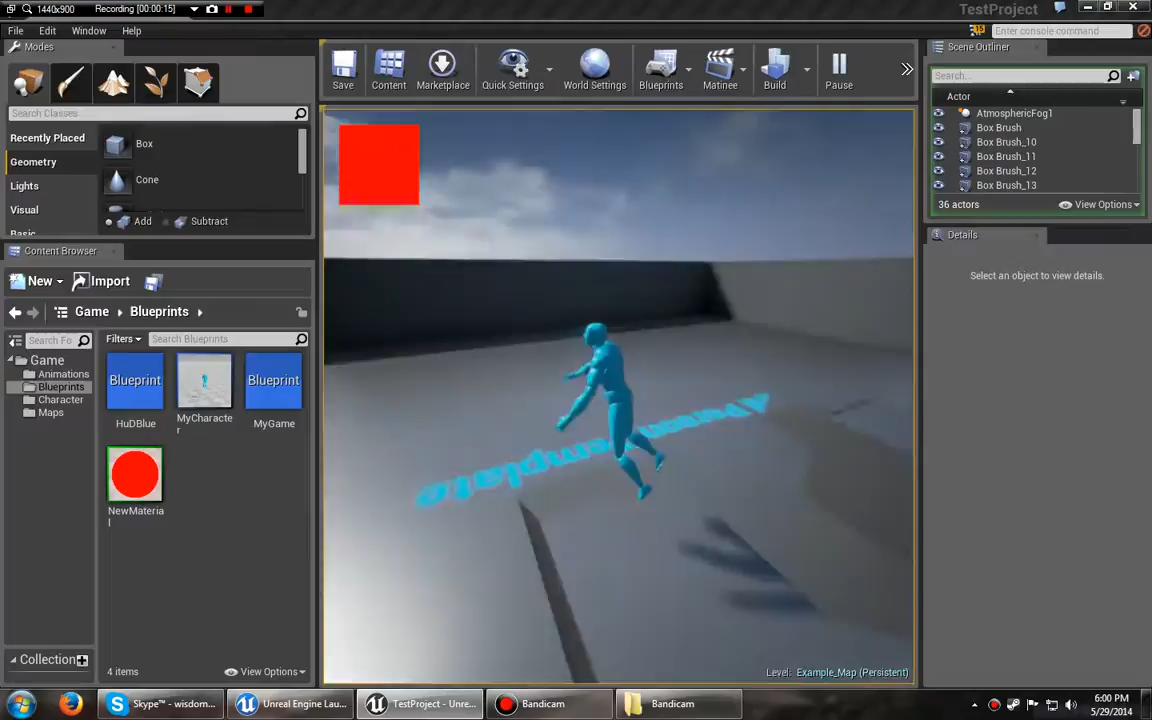 1440x900
Recording [00:00:15]
TestProject
File Edit Window Help
Enter console command
Modes
Search Classes
Recently Placed
Geometry
Lights
Visual
Basic
Box
Cone
Add
Subtract
Save
Content
Marketplace
Quick Settings
World Settings
Blueprints
Matinee
Build
Pause
Scene Outliner
Search...
Actor
AtmosphericFog1
Box Brush
Box Brush_10
Box Brush_11
Box Brush_12
Box Brush_13
36 actors
View Options
Details
Select an object to view details.
Content Browser
New
Import
Game
Blueprints
Search Fo
Filters
Search Blueprints
Game
Animations
Blueprints
Character
Maps
Blueprint
Blueprint
HuDBlue
MyCharacte
r
MyGame
NewMateria
l
Collection
4 items
View Options
Level: Example_Map (Persistent)
Skype™ - wisdom...
Unreal Engine Lau...
TestProject - Unre...
Bandicam
Bandicam
6:00 PM
5/29/2014